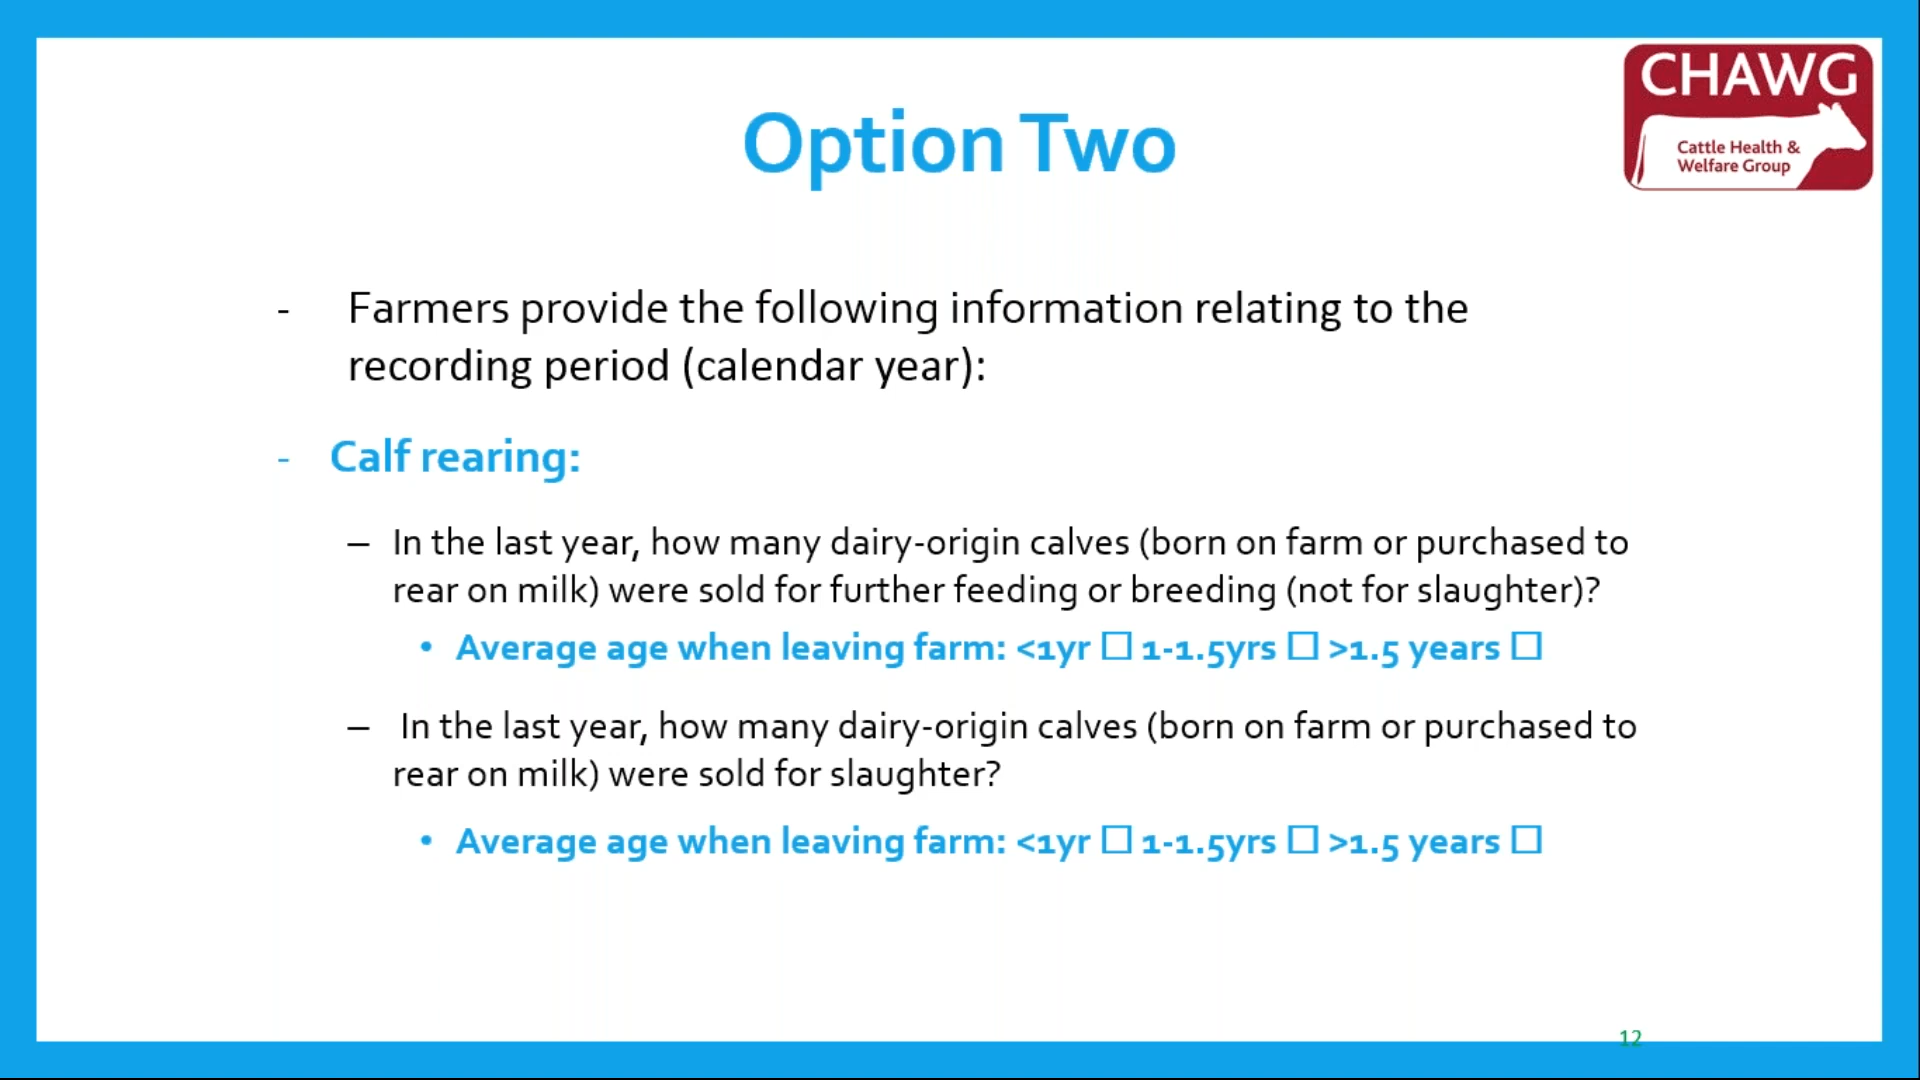 CHAWG
Cattle Health &
Welfare Group
Option Two
- Farmers provide the following information relating to the
recording period (calendar year):
- Calf rearing:
– In the last year, how many dairy-origin calves (born on farm or purchased to
rear on milk) were sold for further feeding or breeding (not for slaughter)?
• Average age when leaving farm: <1yr ☐ 1-1.5yrs ☐ >1.5 years ☐
– In the last year, how many dairy-origin calves (born on farm or purchased to
rear on milk) were sold for slaughter?
• Average age when leaving farm: <1yr ☐ 1-1.5yrs ☐ >1.5 years ☐
12